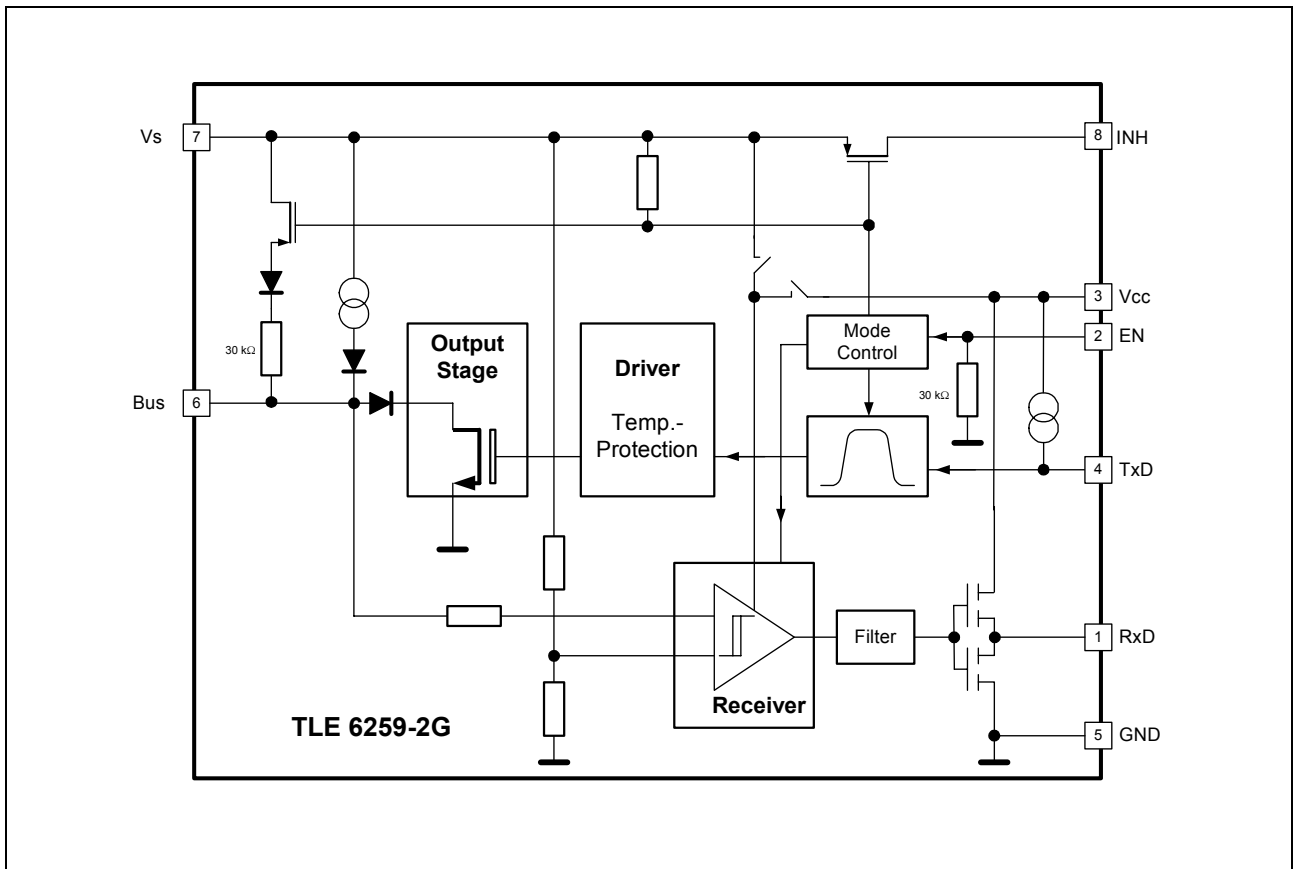 Vs
7
8
INH
3
Vcc
Mode
Control
2
EN
30 kΩ
Output
Stage
Driver
Temp.-
Protection
30 kΩ
Bus
6
4
TxD
Filter
1
RxD
Receiver
TLE 6259-2G
5
GND